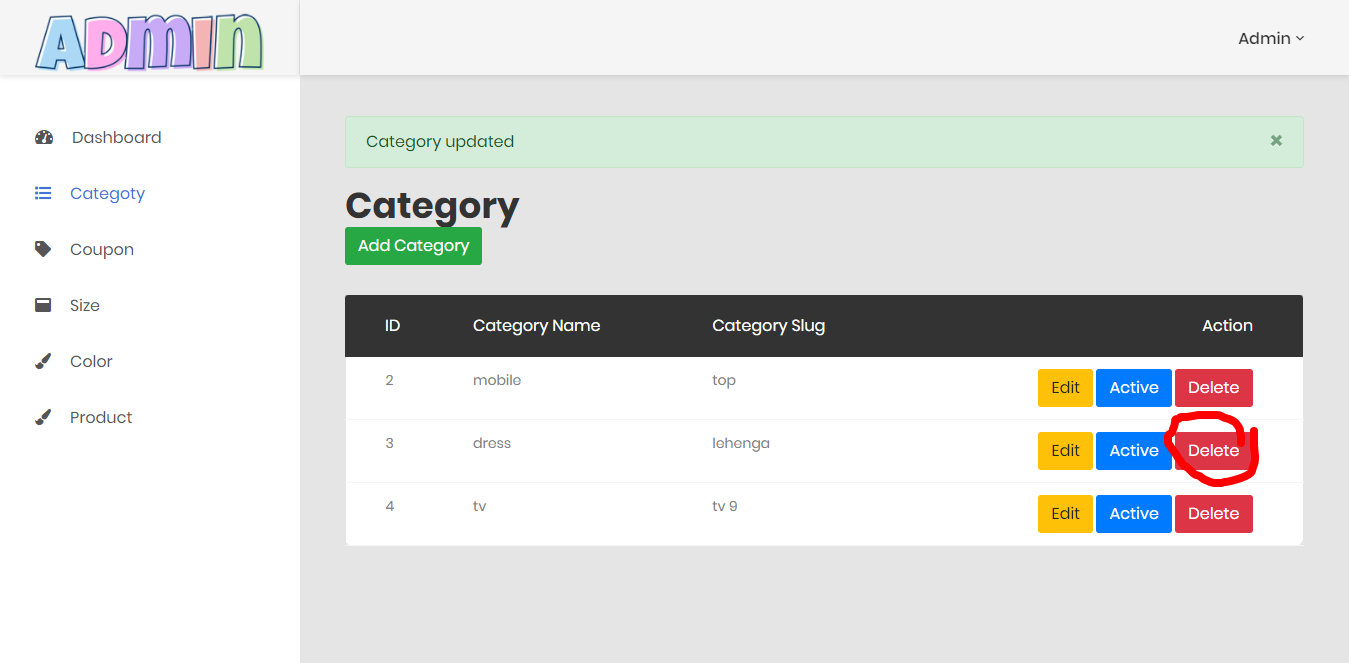 ADMIN
Admin
Dashboard
Categoty
Coupon
Size
Color
Product
Category updated
Category
Add Category
ID Category Name Category Slug Action
2 mobile top Edit Active Delete
3 dress lehenga Edit Active Delete
4 tv tv 9 Edit Active Delete